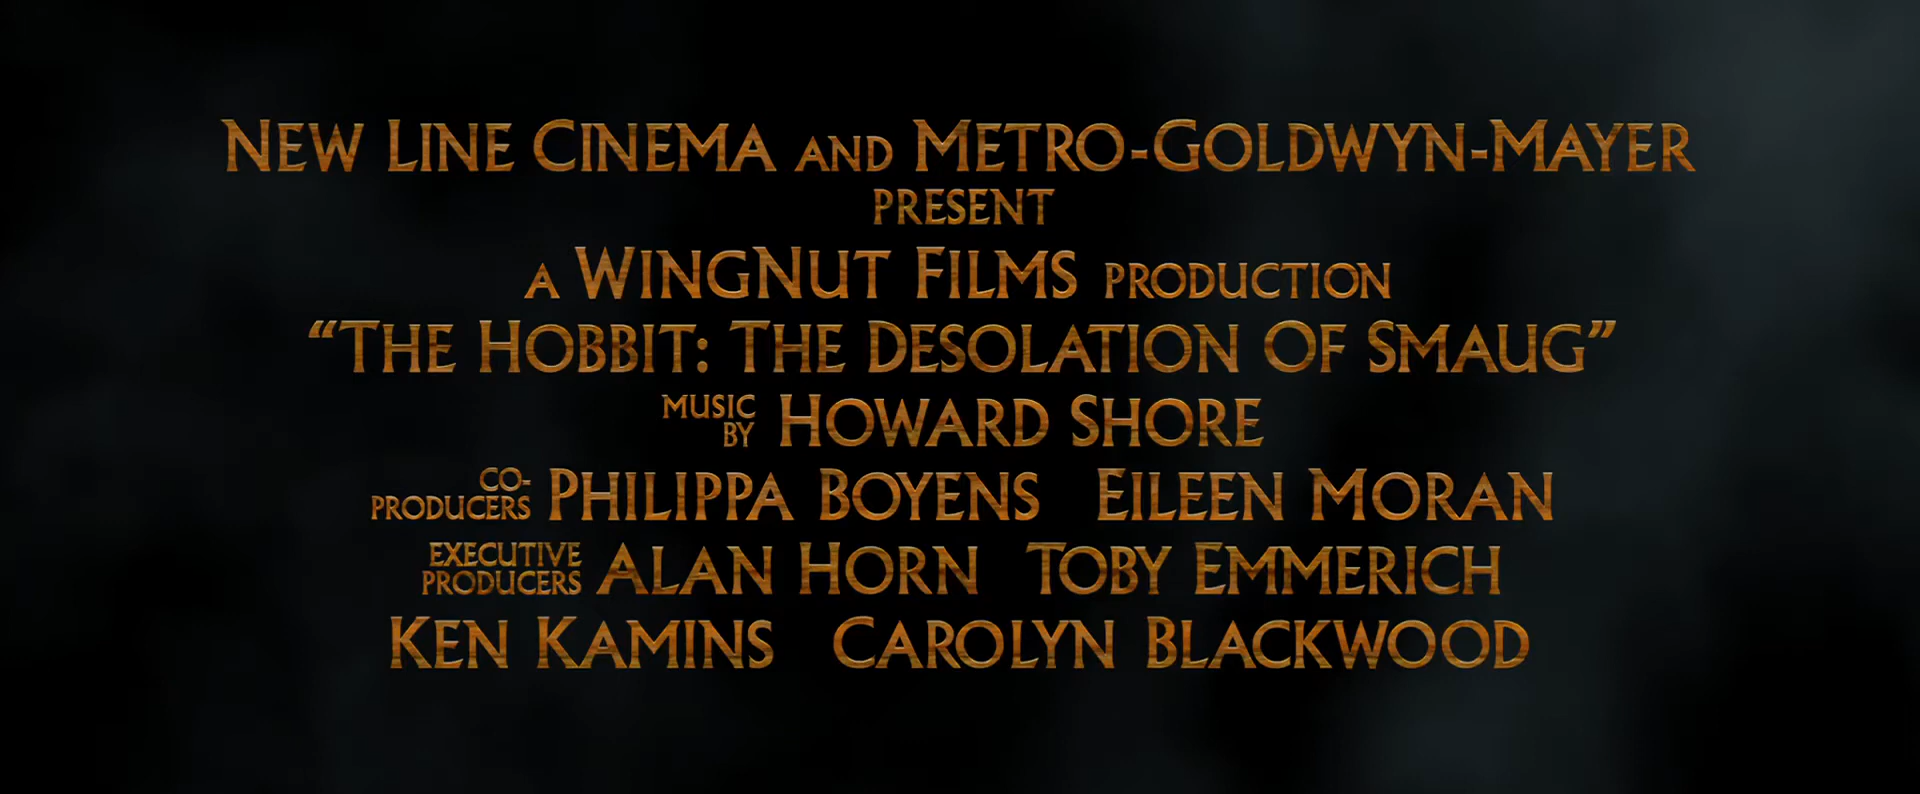 NEW LINE CINEMA AND METRO-GOLDWYN-MAYER
PRESENT
A WINGNUT FILMS PRODUCTION
“THE HOBBIT: THE DESOLATION OF SMAUG”
MUSIC BY HOWARD SHORE
CO-PRODUCERS PHILIPPA BOYENS EILEEN MORAN
EXECUTIVE PRODUCERS ALAN HORN TOBY EMMERICH
KEN KAMINS CAROLYN BLACKWOOD